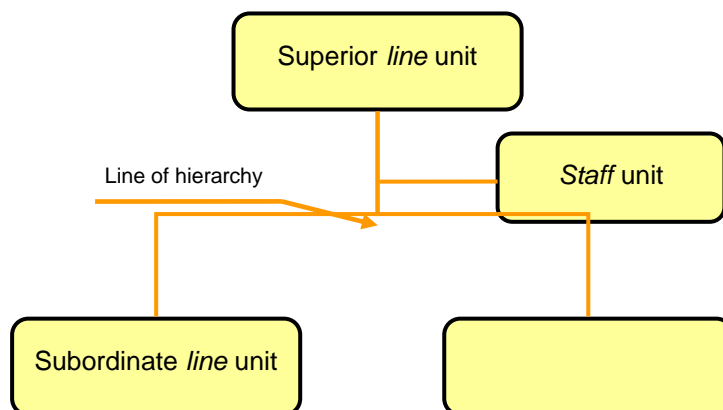 Superior line unit
Staff unit
Line of hierarchy
Subordinate line unit